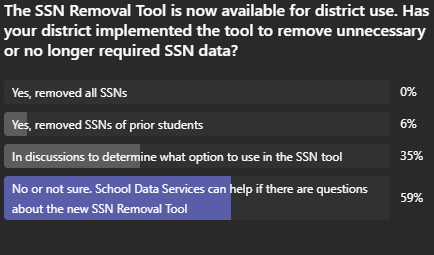 The SSN Removal Tool is now available for district use. Has
your district implemented the tool to remove unnecessary
or no longer required SSN data?
Yes, removed all SSNs
0%
Yes, removed SSNs of prior students
6%
In discussions to determine what option to use in the SSN tool
35%
No or not sure. School Data Services can help if there are questions
about the new SSN Removal Tool
59%